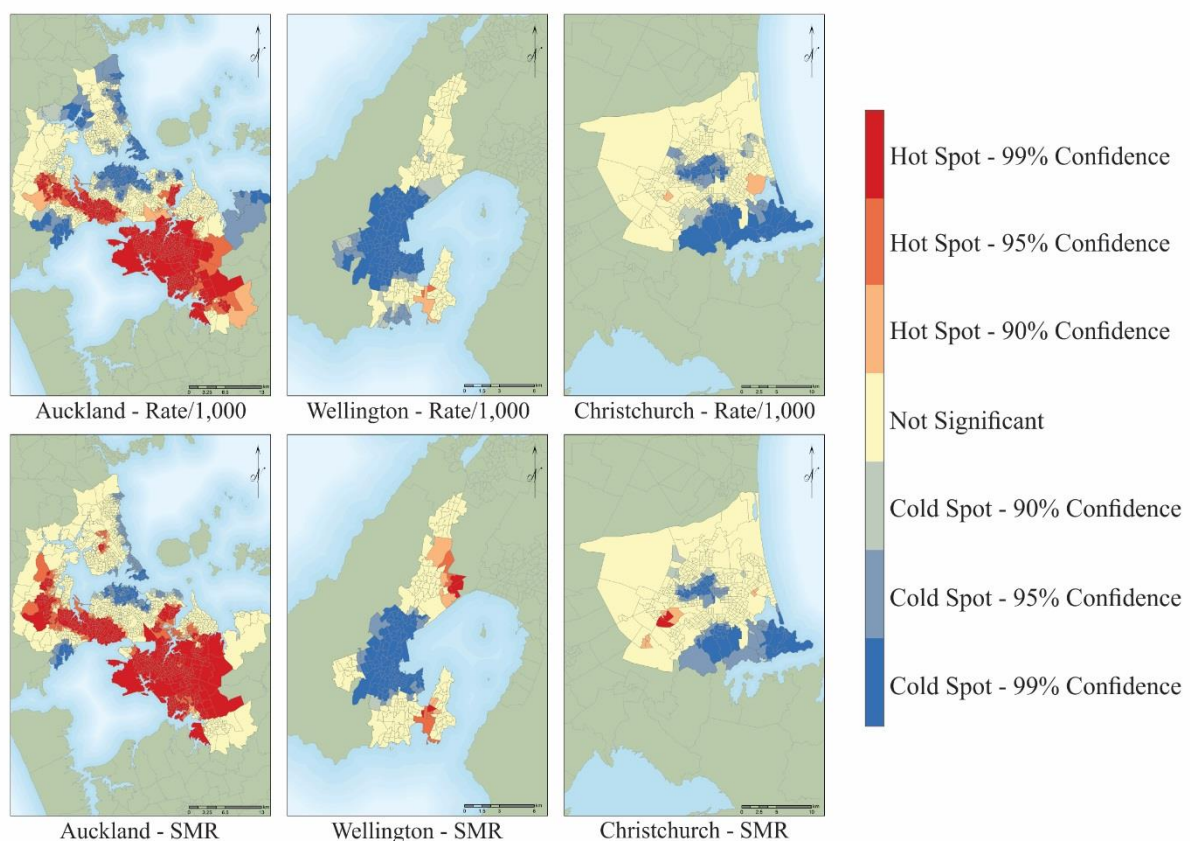 Auckland - Rate/1,000
Wellington - Rate/1,000
Christchurch - Rate/1,000
Auckland - SMR
Wellington - SMR
Christchurch - SMR
Hot Spot - 99% Confidence
Hot Spot - 95% Confidence
Hot Spot - 90% Confidence
Not Significant
Cold Spot - 90% Confidence
Cold Spot - 95% Confidence
Cold Spot - 99% Confidence